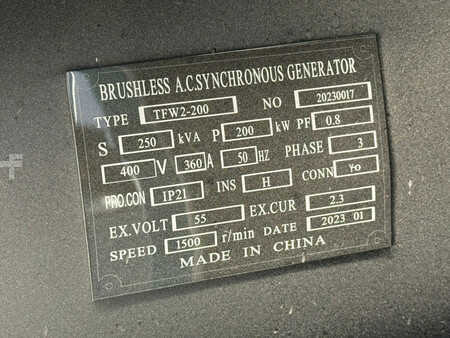 BRUSHLESS A.C.SYNCHRONOUS GENERATOR
TYPE TFW2-200 NO 20230017
S 250 kVA P 200 kW PF 0.8
400 V 360 A 50 HZ PHASE 3
PRO.CON IP21 INS H CONN Yo
EX.VOLT 55 EX.CUR 2.3
SPEED 1500 r/min DATE 2023 01
MADE IN CHINA